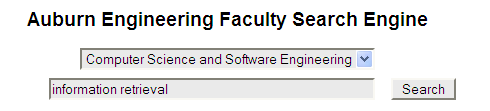 Auburn Engineering Faculty Search Engine
Computer Science and Software Engineering
information retrieval Search